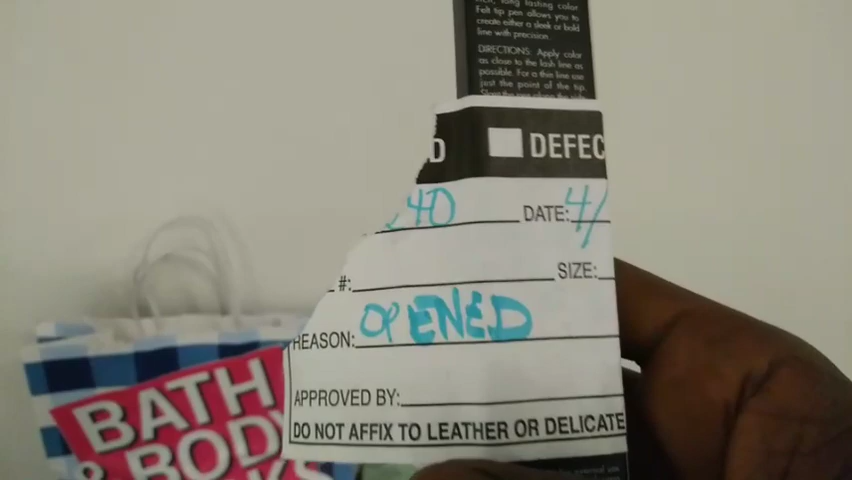 long lasting color
Felt tip pen allows you to
create either a sleek or bold
line with precision.
DIRECTIONS: Apply color
as close to the lash line as
possible. For a thin line use
just the point of the tip.
D DEFEC
40 DATE: 4/
#: SIZE:
REASON: OPENED
APPROVED BY:
DO NOT AFFIX TO LEATHER OR DELICATE
BATH
& BODY